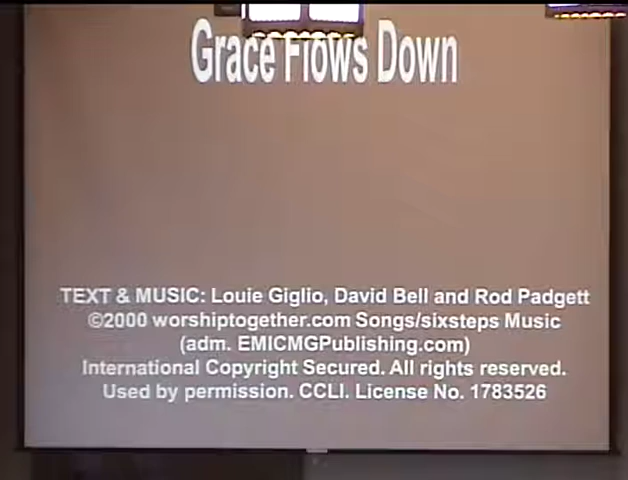 Grace Flows Down
TEXT & MUSIC: Louie Giglio, David Bell and Rod Padgett
©2000 worshiptogether.com Songs/sixsteps Music
(adm. EMICMGPublishing.com)
International Copyright Secured. All rights reserved.
Used by permission. CCLI. License No. 1783526